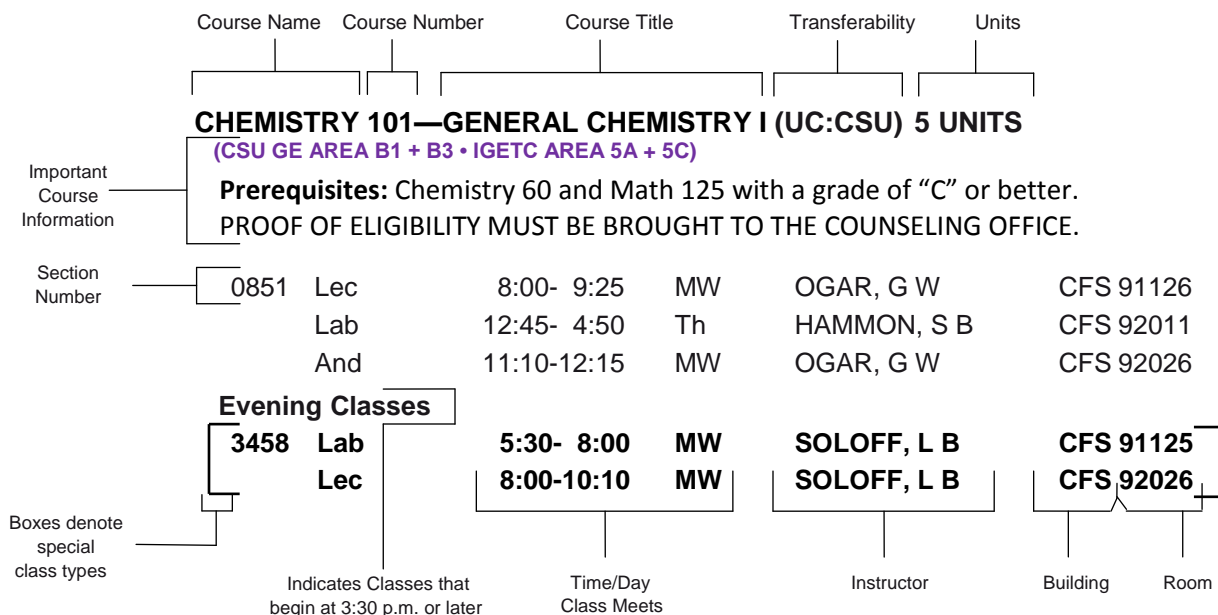 Course Name Course Number Course Title Transferability Units
CHEMISTRY 101—GENERAL CHEMISTRY I (UC:CSU) 5 UNITS
(CSU GE AREA B1 + B3 • IGETC AREA 5A + 5C)
Important
Course
Information
Prerequisites: Chemistry 60 and Math 125 with a grade of “C” or better.
PROOF OF ELIGIBILITY MUST BE BROUGHT TO THE COUNSELING OFFICE.
Section
Number
0851 Lec 8:00- 9:25 MW OGAR, G W CFS 91126
Lab 12:45- 4:50 Th HAMMON, S B CFS 92011
And 11:10-12:15 MW OGAR, G W CFS 92026
Evening Classes
3458 Lab 5:30- 8:00 MW SOLOFF, L B CFS 91125
Lec 8:00-10:10 MW SOLOFF, L B CFS 92026
Boxes denote
special
class types
Indicates Classes that
begin at 3:30 p.m. or later
Time/Day
Class Meets
Instructor
Building
Room